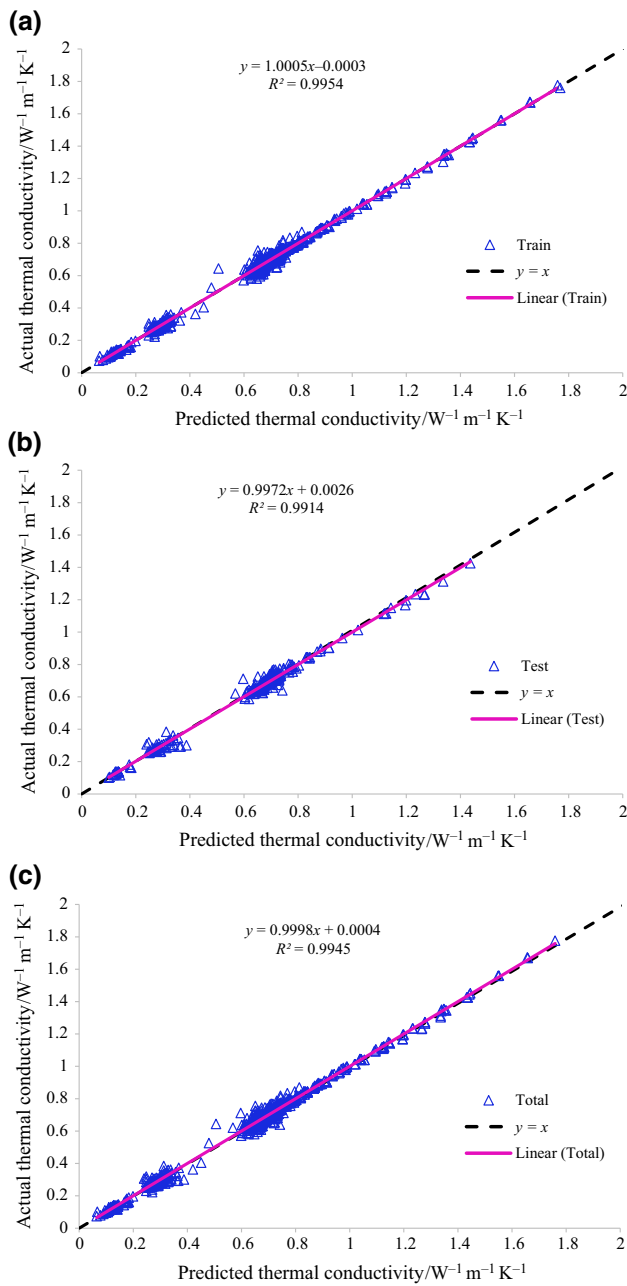 (a)
2
1.8
1.6
1.4
1.2
1
0.8
0.6
0.4
0.2
0
Actual thermal conductivity/W⁻¹ m⁻¹ K⁻¹
y = 1.0005x–0.0003
R² = 0.9954
Train
y = x
Linear (Train)
0 0.2 0.4 0.6 0.8 1 1.2 1.4 1.6 1.8 2
Predicted thermal conductivity/W⁻¹ m⁻¹ K⁻¹
(b)
2
1.8
1.6
1.4
1.2
1
0.8
0.6
0.4
0.2
0
Actual thermal conductivity/W⁻¹ m⁻¹ K⁻¹
y = 0.9972x + 0.0026
R² = 0.9914
Test
y = x
Linear (Test)
0 0.2 0.4 0.6 0.8 1 1.2 1.4 1.6 1.8 2
Predicted thermal conductivity/W⁻¹ m⁻¹ K⁻¹
(c)
2
1.8
1.6
1.4
1.2
1
0.8
0.6
0.4
0.2
0
Actual thermal conductivity/W⁻¹ m⁻¹ K⁻¹
y = 0.9998x + 0.0004
R² = 0.9945
Total
y = x
Linear (Total)
0 0.2 0.4 0.6 0.8 1 1.2 1.4 1.6 1.8 2
Predicted thermal conductivity/W⁻¹ m⁻¹ K⁻¹